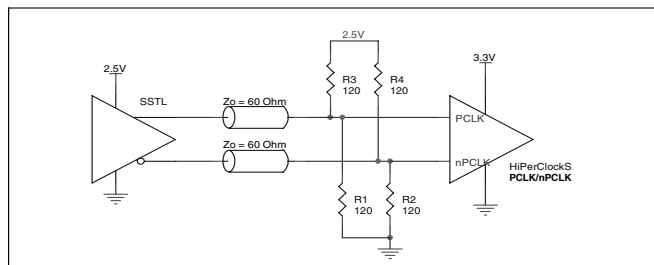 2.5V
2.5V
3.3V
SSTL
Zo = 60 Ohm
R3
120
R4
120
PCLK
Zo = 60 Ohm
nPCLK
HiPerClockS
PCLK/nPCLK
R1
120
R2
120